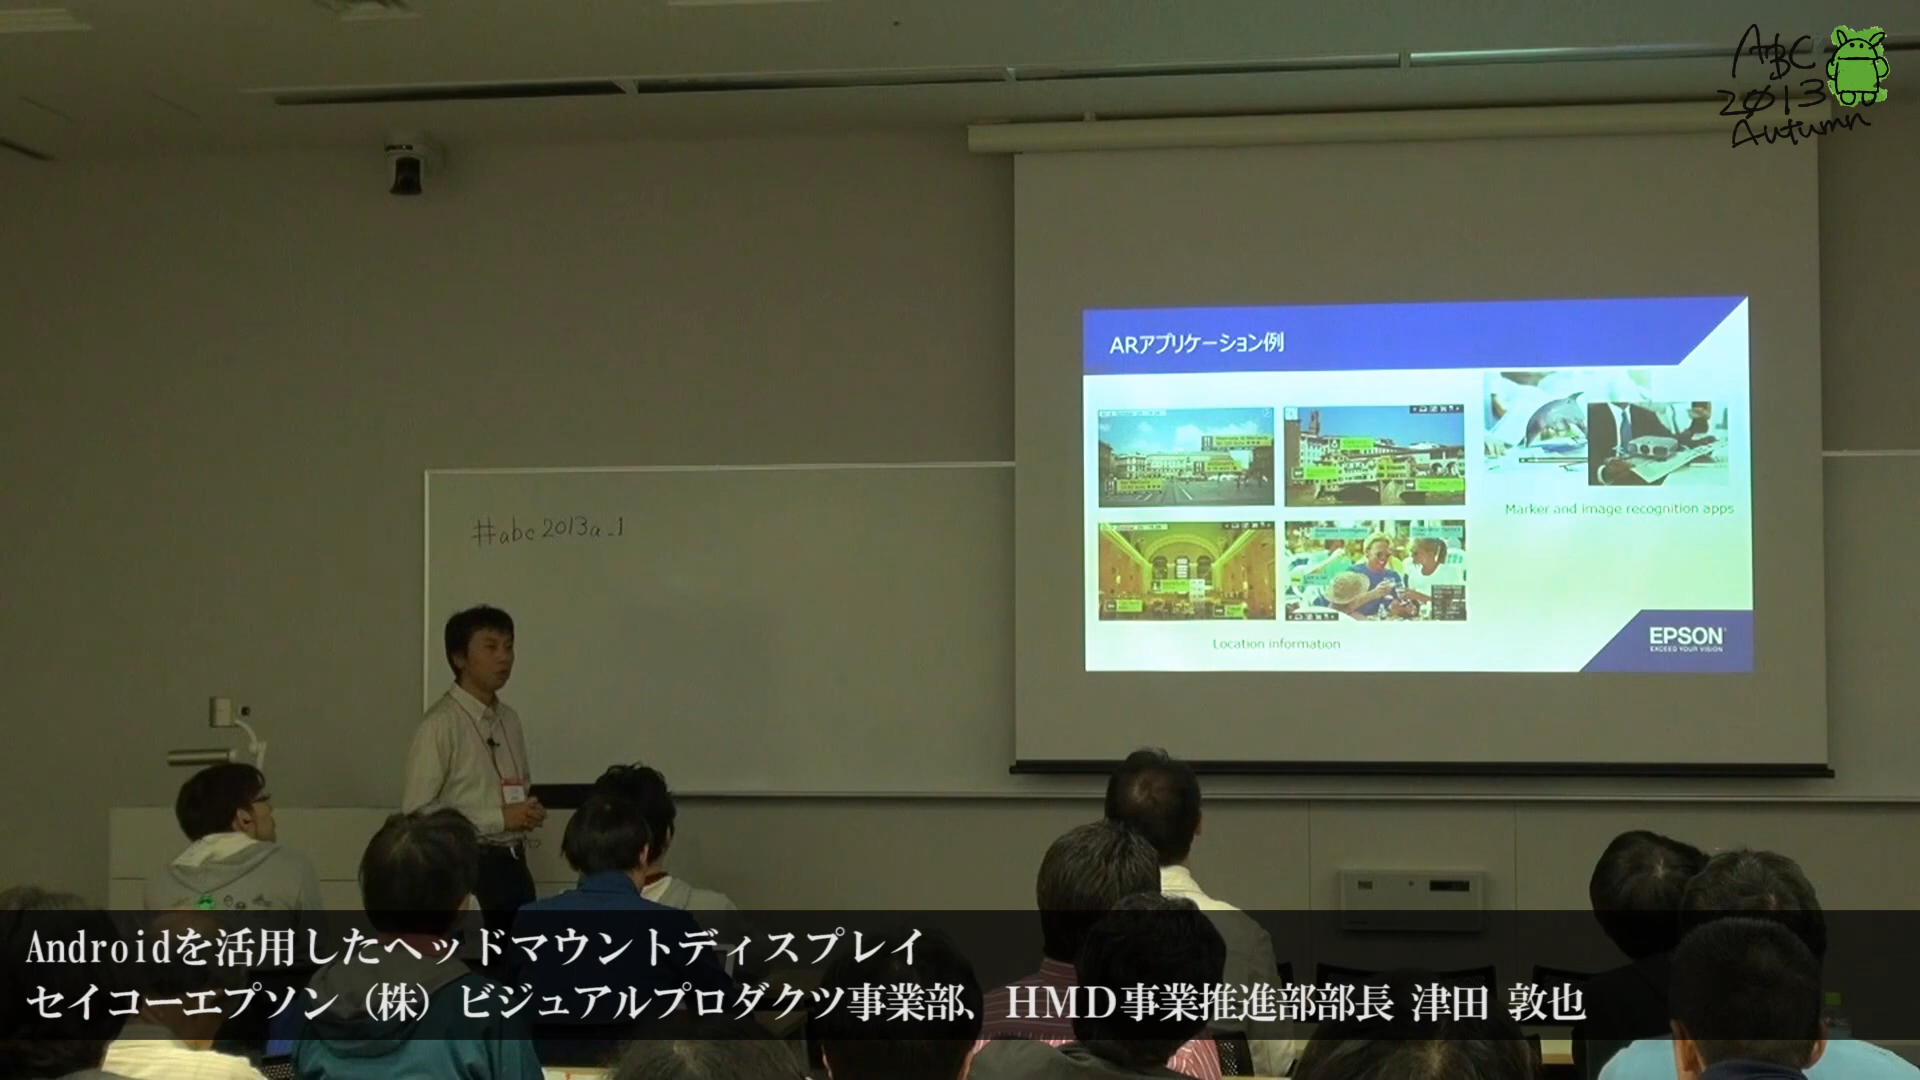 ABC
2013
Autumn
ARアプリケーション例
Marker and image recognition apps
Location information
EPSON
EXCEED YOUR VISION
#abc2013a_1
Androidを活用したヘッドマウントディスプレイ
セイコーエプソン（株）ビジュアルプロダクツ事業部、HMD事業推進部部長 津田 敦也